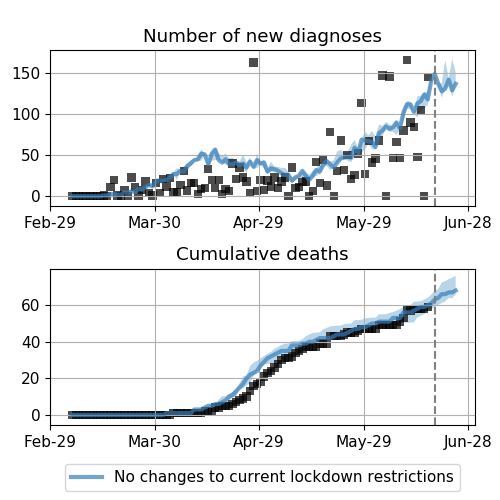 Number of new diagnoses
150
100
50
0
Feb-29 Mar-30 Apr-29 May-29 Jun-28
Cumulative deaths
60
40
20
0
Feb-29 Mar-30 Apr-29 May-29 Jun-28
No changes to current lockdown restrictions